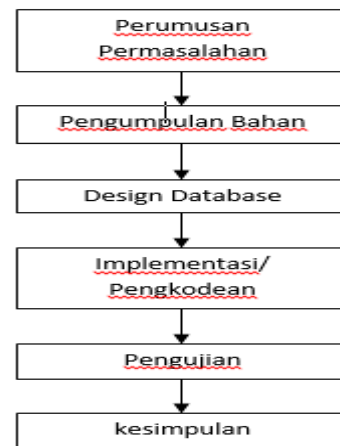 Perumusan
Permasalahan
Pengumpulan Bahan
Design Database
Implementasi/
Pengkodean
Pengujian
kesimpulan